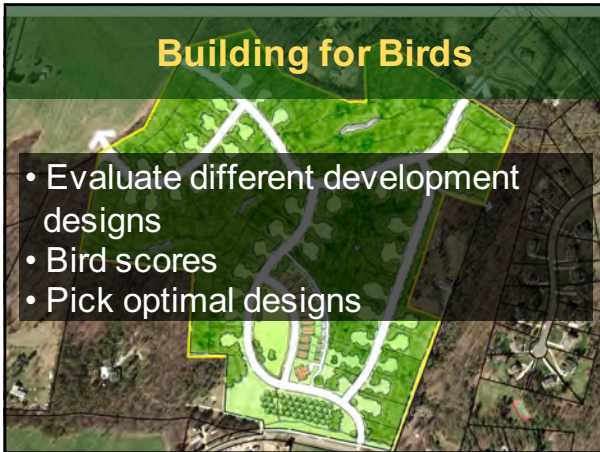 Building for Birds
• Evaluate different development
designs
• Bird scores
• Pick optimal designs